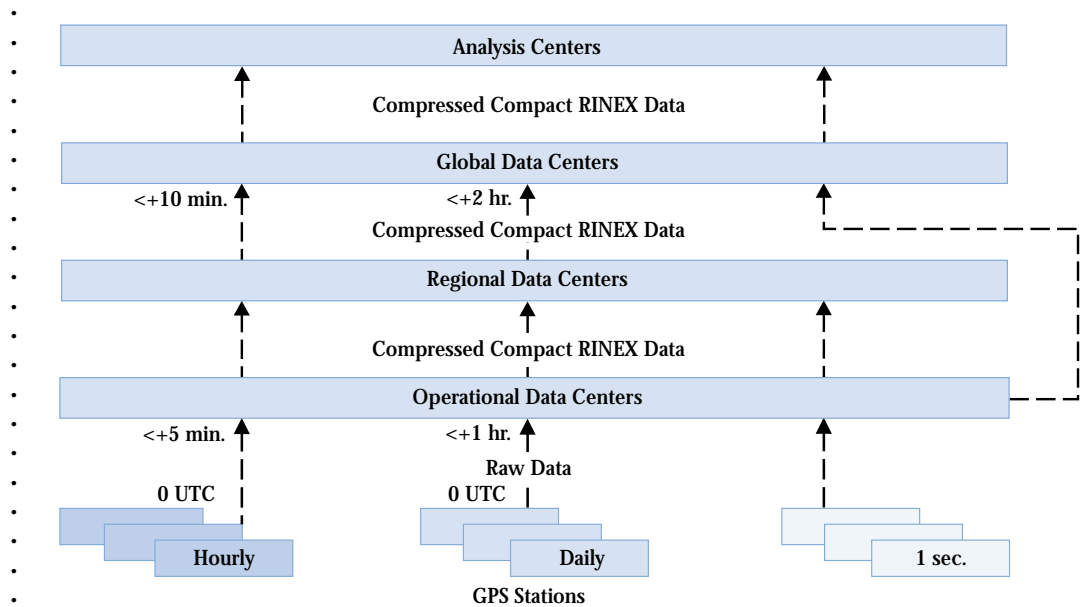 Analysis Centers
Compressed Compact RINEX Data
Global Data Centers
<+10 min.
<+2 hr.
Compressed Compact RINEX Data
Regional Data Centers
Compressed Compact RINEX Data
Operational Data Centers
<+5 min.
<+1 hr.
Raw Data
0 UTC
0 UTC
Hourly
Daily
1 sec.
GPS Stations